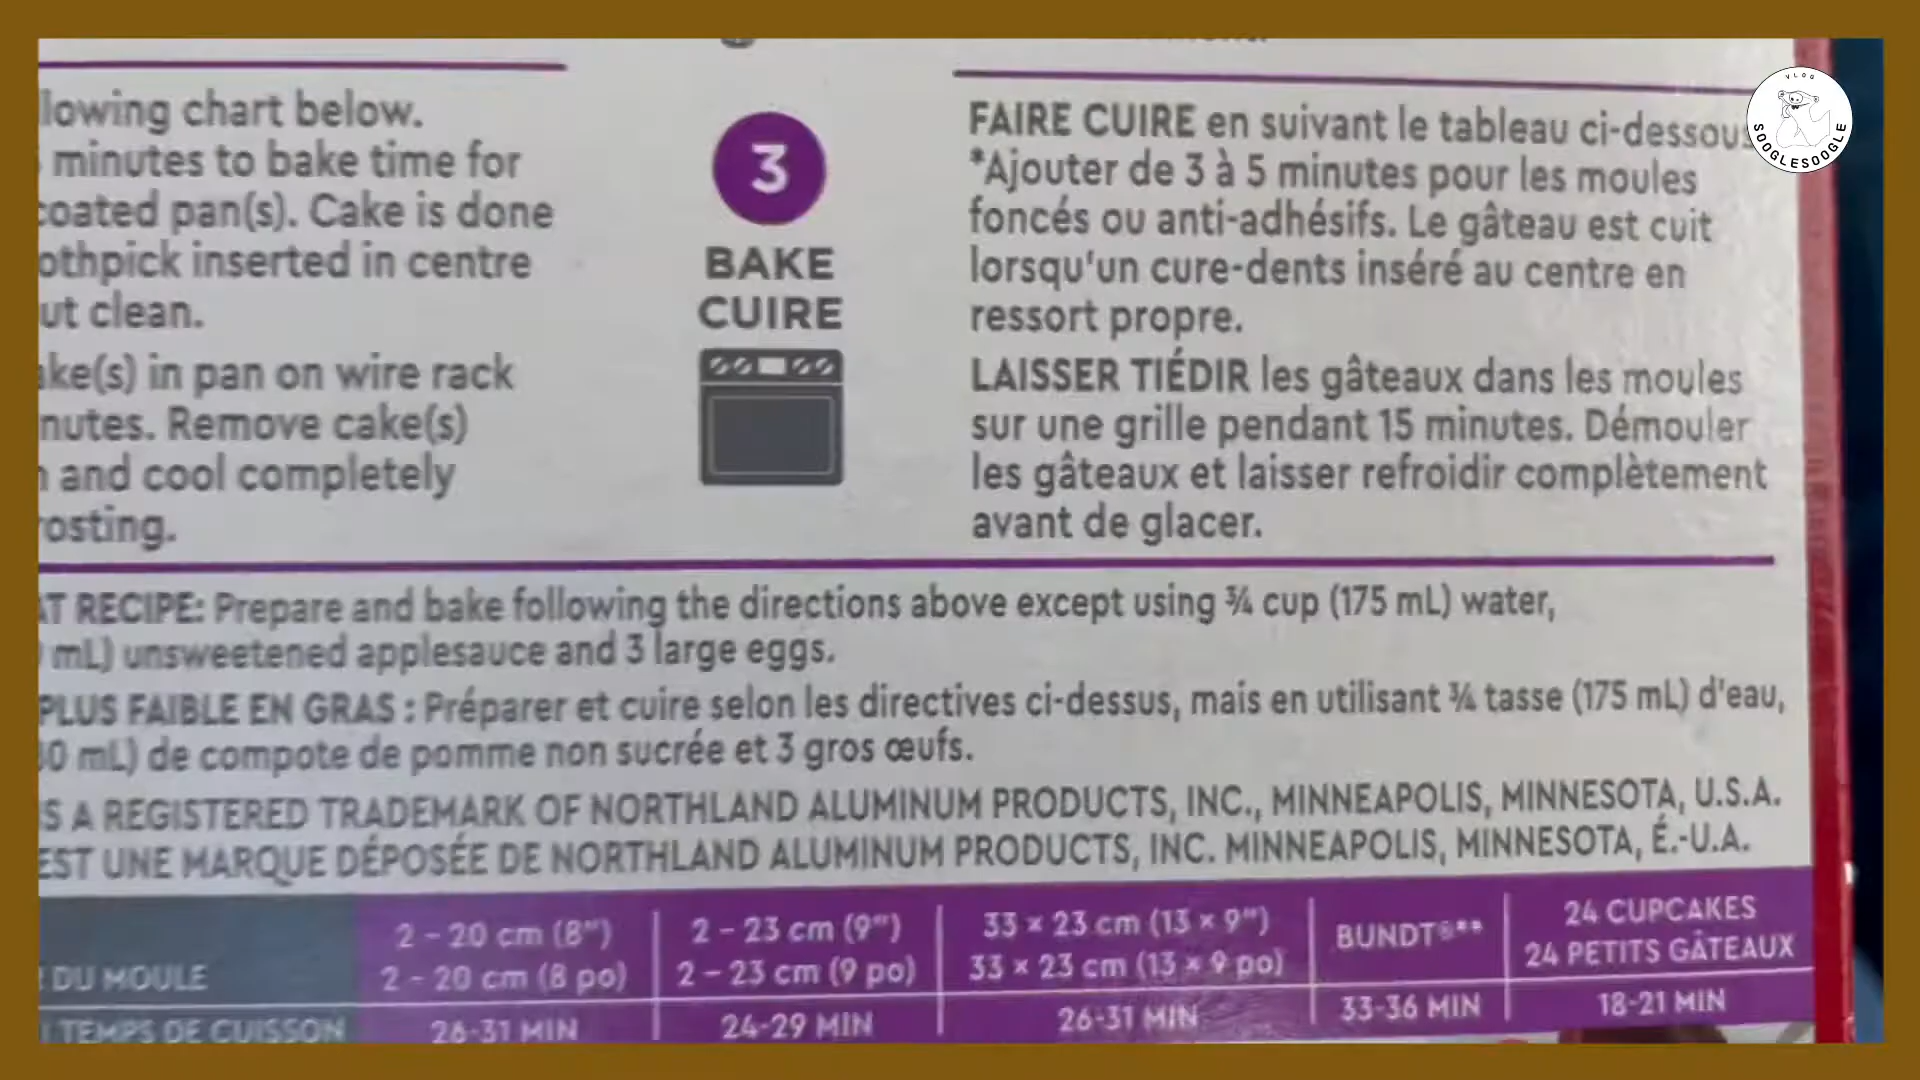 lowing chart below.
minutes to bake time for
coated pan(s). Cake is done
othpick inserted in centre
ut clean.
ake(s) in pan on wire rack
nutes. Remove cake(s)
and cool completely
rosting.
3
BAKE
CUIRE
FAIRE CUIRE en suivant le tableau ci-dessous
*Ajouter de 3 à 5 minutes pour les moules
foncés ou anti-adhésifs. Le gâteau est cuit
lorsqu'un cure-dents inséré au centre en
ressort propre.
LAISSER TIÉDIR les gâteaux dans les moules
sur une grille pendant 15 minutes. Démouler
les gâteaux et laisser refroidir complètement
avant de glacer.
VLOG
SOOGLESOOGLE
AT RECIPE: Prepare and bake following the directions above except using ¾ cup (175 mL) water,
mL) unsweetened applesauce and 3 large eggs.
PLUS FAIBLE EN GRAS : Préparer et cuire selon les directives ci-dessus, mais en utilisant ¾ tasse (175 mL) d'eau,
0 mL) de compote de pomme non sucrée et 3 gros œufs.
IS A REGISTERED TRADEMARK OF NORTHLAND ALUMINUM PRODUCTS, INC., MINNEAPOLIS, MINNESOTA, U.S.A.
EST UNE MARQUE DÉPOSÉE DE NORTHLAND ALUMINUM PRODUCTS, INC. MINNEAPOLIS, MINNESOTA, É.-U.A.
DU MOULE
2 - 20 cm (8")
2 - 20 cm (8 po)
2 - 23 cm (9")
2 - 23 cm (9 po)
33 × 23 cm (13 × 9")
33 × 23 cm (13 × 9 po)
BUNDT®**
24 CUPCAKES
24 PETITS GÂTEAUX
TEMPS DE CUISSON
26-31 MIN
24-29 MIN
26-31 MIN
33-36 MIN
18-21 MIN